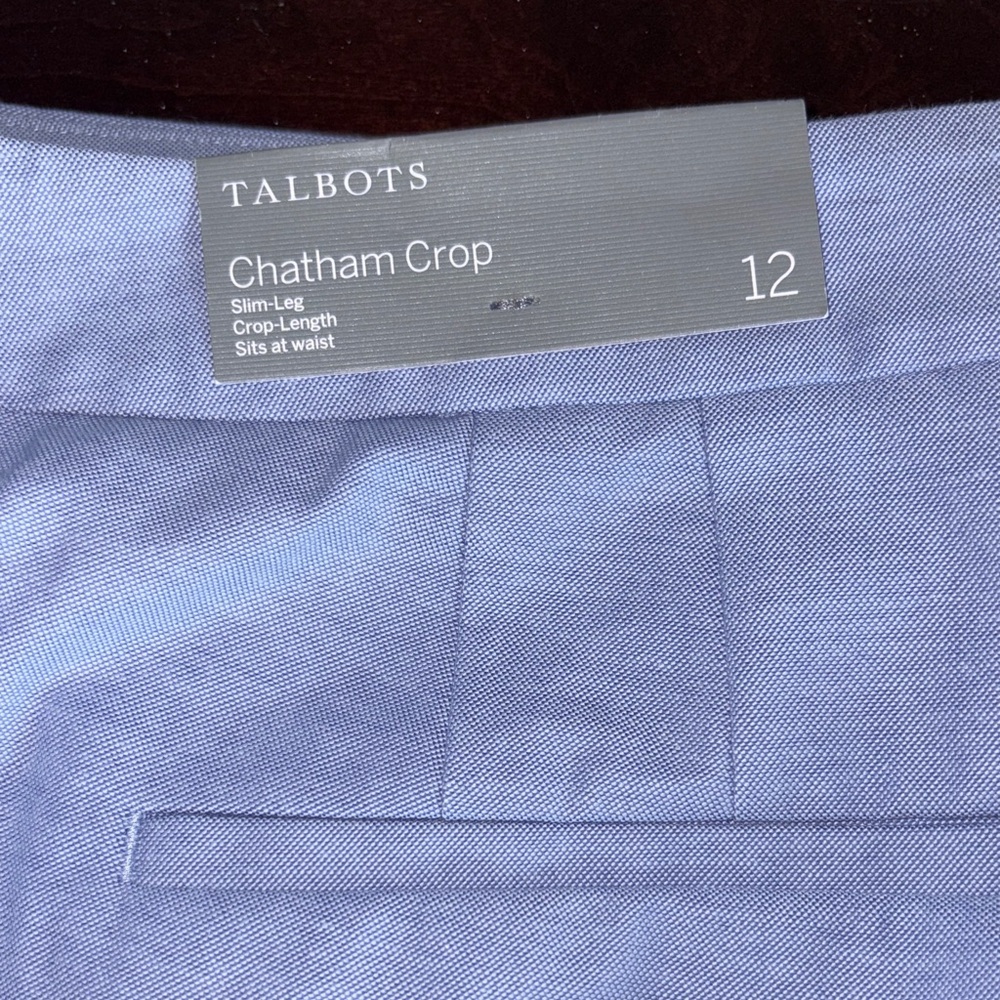 TALBOTS
Chatham Crop
12
Slim-Leg
Crop-Length
Sits at waist